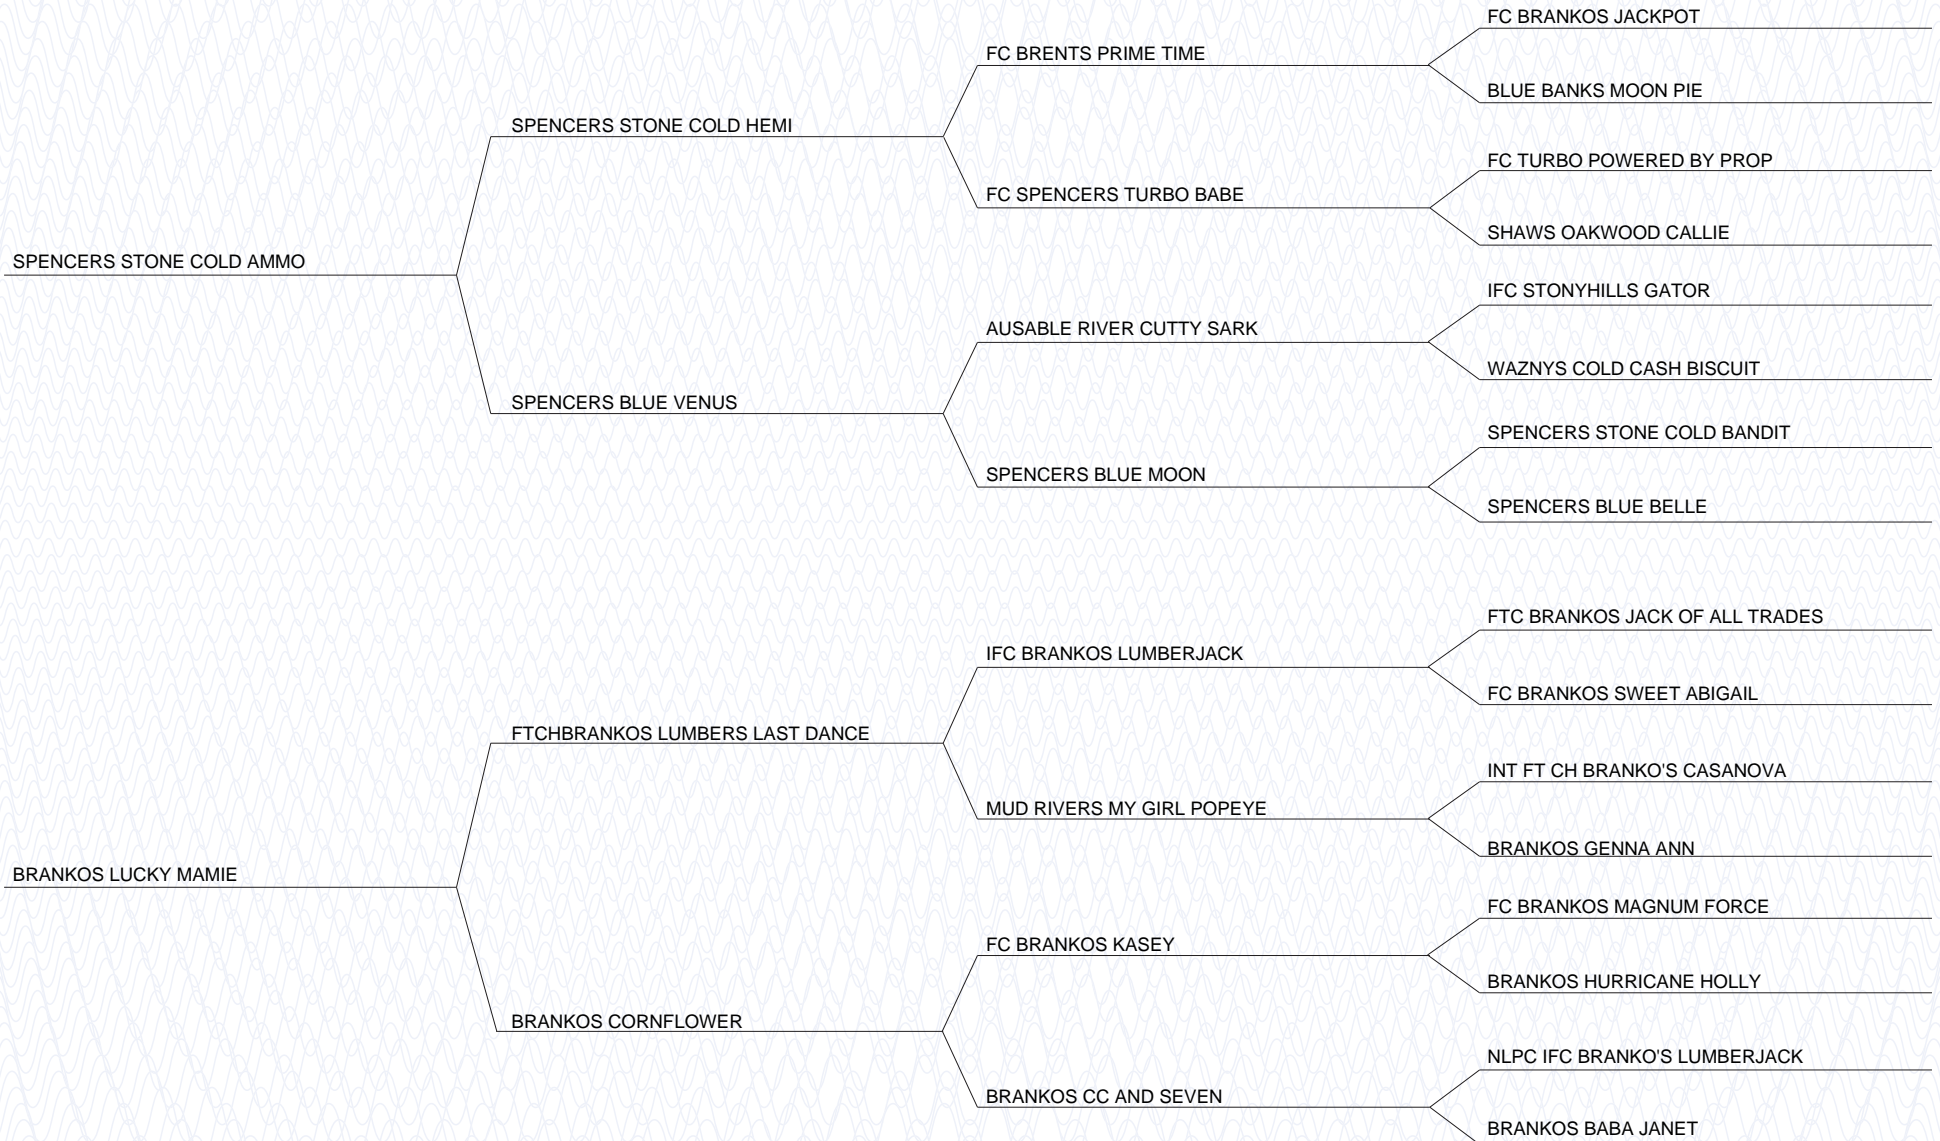 FC BRANKOS JACKPOT
FC BRENTS PRIME TIME
BLUE BANKS MOON PIE
SPENCERS STONE COLD HEMI
FC TURBO POWERED BY PROP
FC SPENCERS TURBO BABE
SHAWS OAKWOOD CALLIE
SPENCERS STONE COLD AMMO
IFC STONYHILLS GATOR
AUSABLE RIVER CUTTY SARK
WAZNYS COLD CASH BISCUIT
SPENCERS BLUE VENUS
SPENCERS STONE COLD BANDIT
SPENCERS BLUE MOON
SPENCERS BLUE BELLE
FTC BRANKOS JACK OF ALL TRADES
IFC BRANKOS LUMBERJACK
FC BRANKOS SWEET ABIGAIL
FTCHBRANKOS LUMBERS LAST DANCE
INT FT CH BRANKO'S CASANOVA
MUD RIVERS MY GIRL POPEYE
BRANKOS GENNA ANN
BRANKOS LUCKY MAMIE
FC BRANKOS MAGNUM FORCE
FC BRANKOS KASEY
BRANKOS HURRICANE HOLLY
BRANKOS CORNFLOWER
NLPC IFC BRANKO'S LUMBERJACK
BRANKOS CC AND SEVEN
BRANKOS BABA JANET